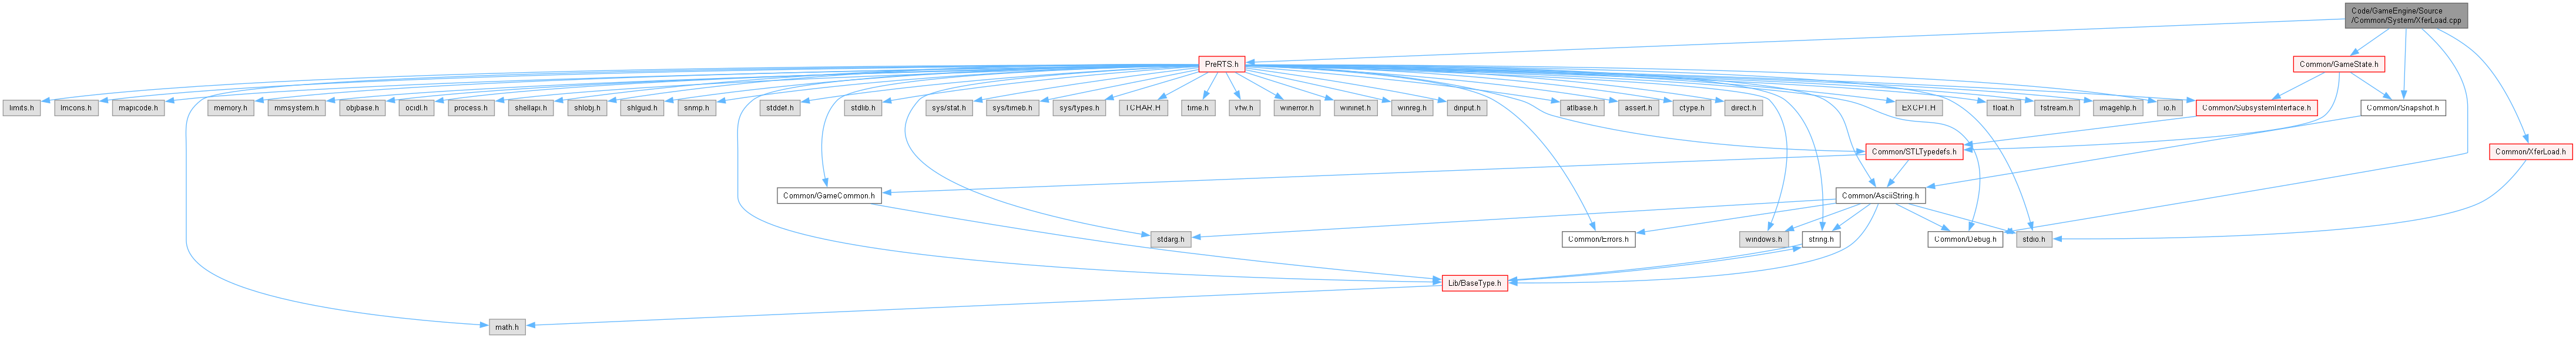 Code/GameEngine/Source
/Common/System/XferLoad.cpp
PreRTS.h
Common/GameState.h
limits.h
lmcons.h
mapicode.h
memory.h
mmsystem.h
objbase.h
ocidl.h
process.h
shellapi.h
shlobj.h
shlguid.h
snmp.h
stddef.h
stdlib.h
sys/stat.h
sys/timeb.h
sys/types.h
TCHAR.H
time.h
vfw.h
winerror.h
wininet.h
winreg.h
dinput.h
atlbase.h
assert.h
ctype.h
direct.h
EXCPT.H
float.h
fstream.h
imagehlp.h
io.h
Common/SubsystemInterface.h
Common/Snapshot.h
Common/STLTypedefs.h
Common/XferLoad.h
Common/GameCommon.h
Common/AsciiString.h
stdarg.h
Common/Errors.h
windows.h
string.h
Common/Debug.h
stdio.h
Lib/BaseType.h
math.h